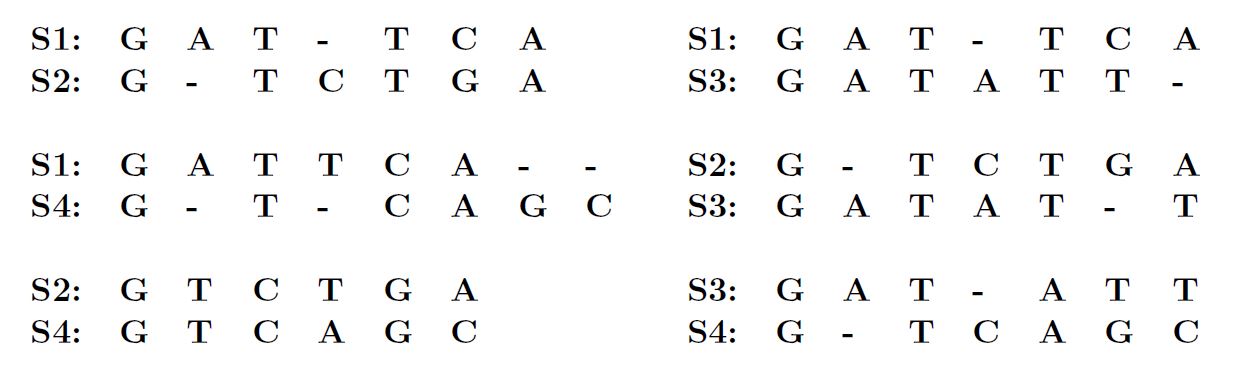 S1: G A T - T C A
S2: G - T C T G A
S1: G A T - T C A
S3: G A T A T T -
S1: G A T T C A - -
S4: G - T - C A G C
S2: G - T C T G A
S3: G A T A T - T
S2: G T C T G A
S4: G T C A G C
S3: G A T - A T T
S4: G - T C A G C